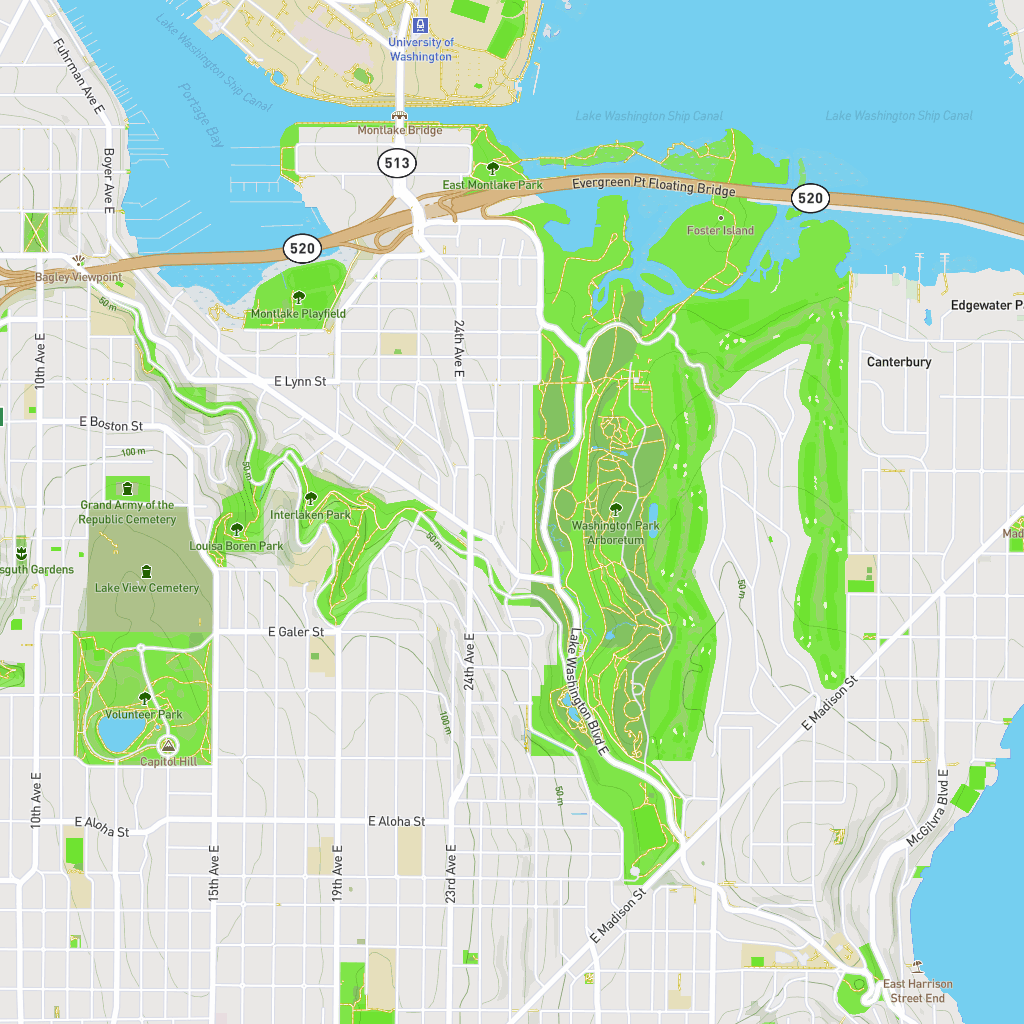 Fuhrman Ave E
Lake Washington Ship Canal
Portage Bay
University of
Washington
Montlake Bridge
Lake Washington Ship Canal
Lake Washington Ship Canal
Boyer Ave E
513
East Montlake Park
Evergreen Pt Floating Bridge
520
Foster Island
520
Bagley Viewpoint
50 m
Montlake Playfield
Edgewater P
10th Ave E
24th Ave E
Canterbury
E Lynn St
E Boston St
100 m
50 m
Grand Army of the
Republic Cemetery
Interlaken Park
Louisa Boren Park
50 m
Washington Park
Arboretum
Mad
sguth Gardens
Lake View Cemetery
50 m
E Galer St
24th Ave E
Lake Washington Blvd E
Volunteer Park
100 m
E Madison St
Capitol Hill
10th Ave E
50 m
E Aloha St
E Aloha St
McGilvra Blvd E
15th Ave E
19th Ave E
23rd Ave E
E Madison St
East Harrison
Street End